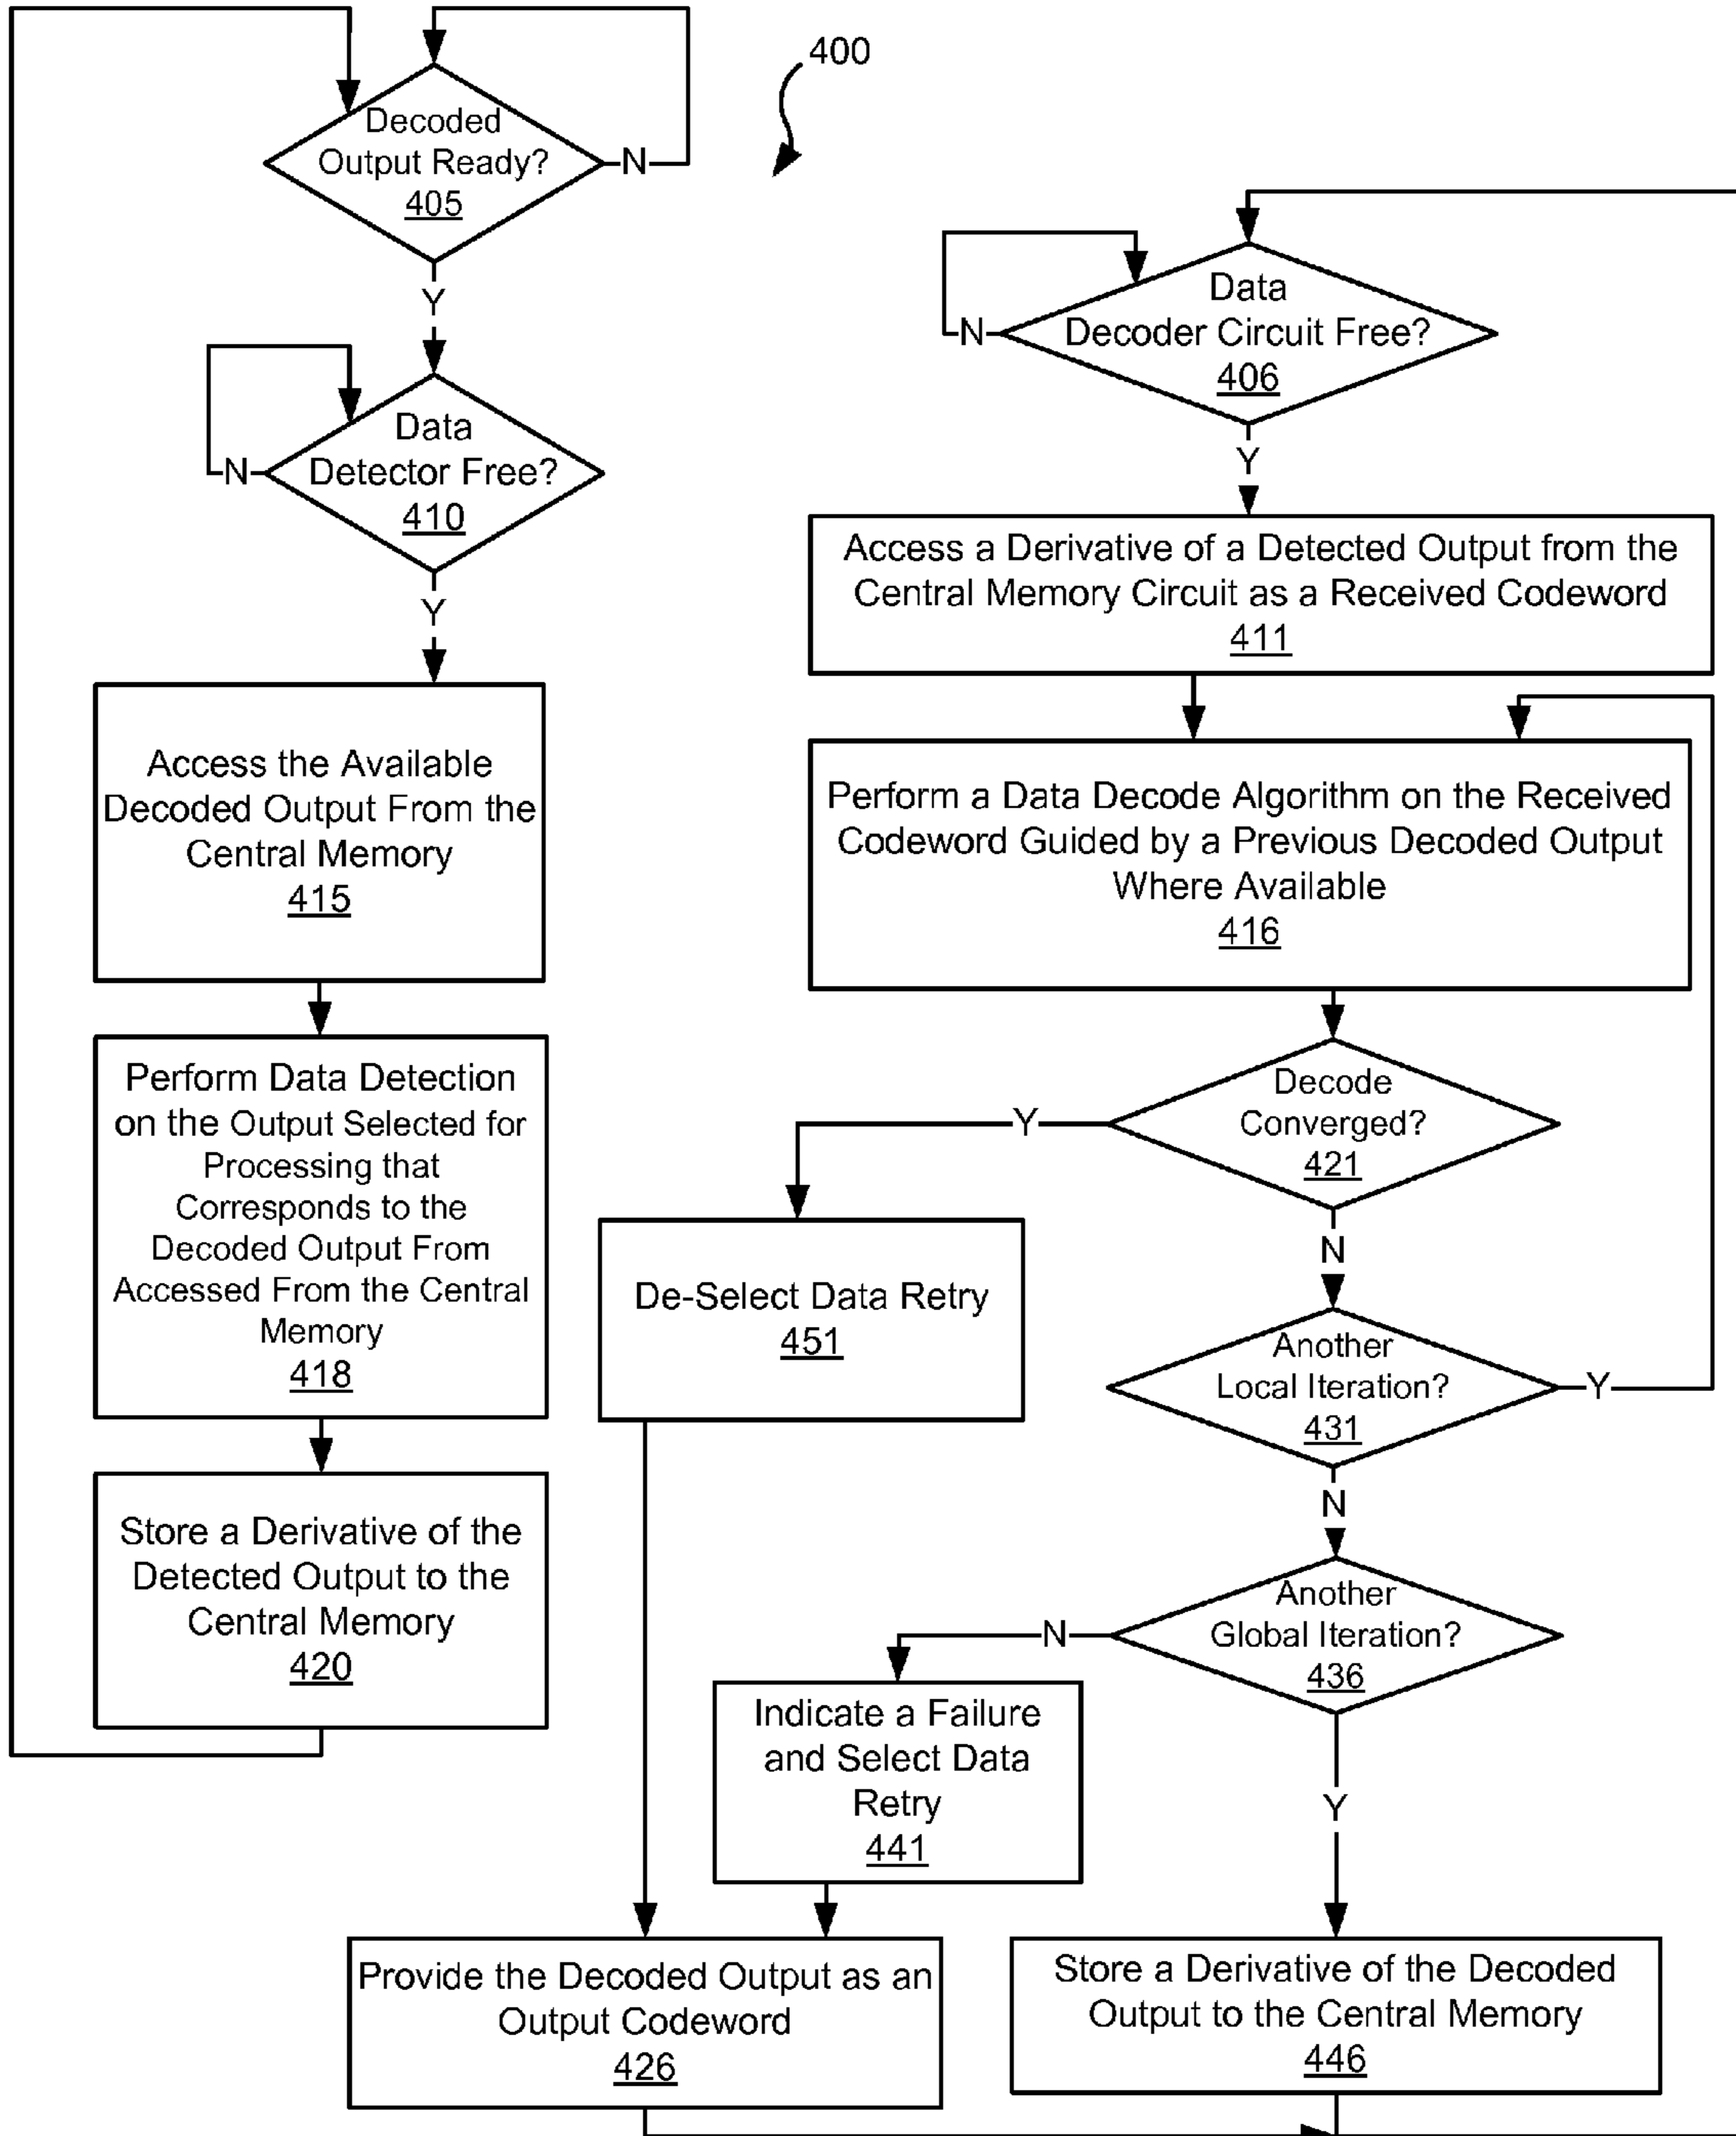 400
Decoded
Output Ready?
405
N
Y
Data
Detector Free?
410
N
Y
Access the Available
Decoded Output From the
Central Memory
415
Perform Data Detection
on the Output Selected for
Processing that
Corresponds to the
Decoded Output From
Accessed From the Central
Memory
418
Store a Derivative of the
Detected Output to the
Central Memory
420
Data
Decoder Circuit Free?
406
N
Y
Access a Derivative of a Detected Output from the
Central Memory Circuit as a Received Codeword
411
Perform a Data Decode Algorithm on the Received
Codeword Guided by a Previous Decoded Output
Where Available
416
Decode
Converged?
421
Y
N
De-Select Data Retry
451
Another
Local Iteration?
431
Y
N
Another
Global Iteration?
436
N
Y
Indicate a Failure
and Select Data
Retry
441
Provide the Decoded Output as an
Output Codeword
426
Store a Derivative of the Decoded
Output to the Central Memory
446